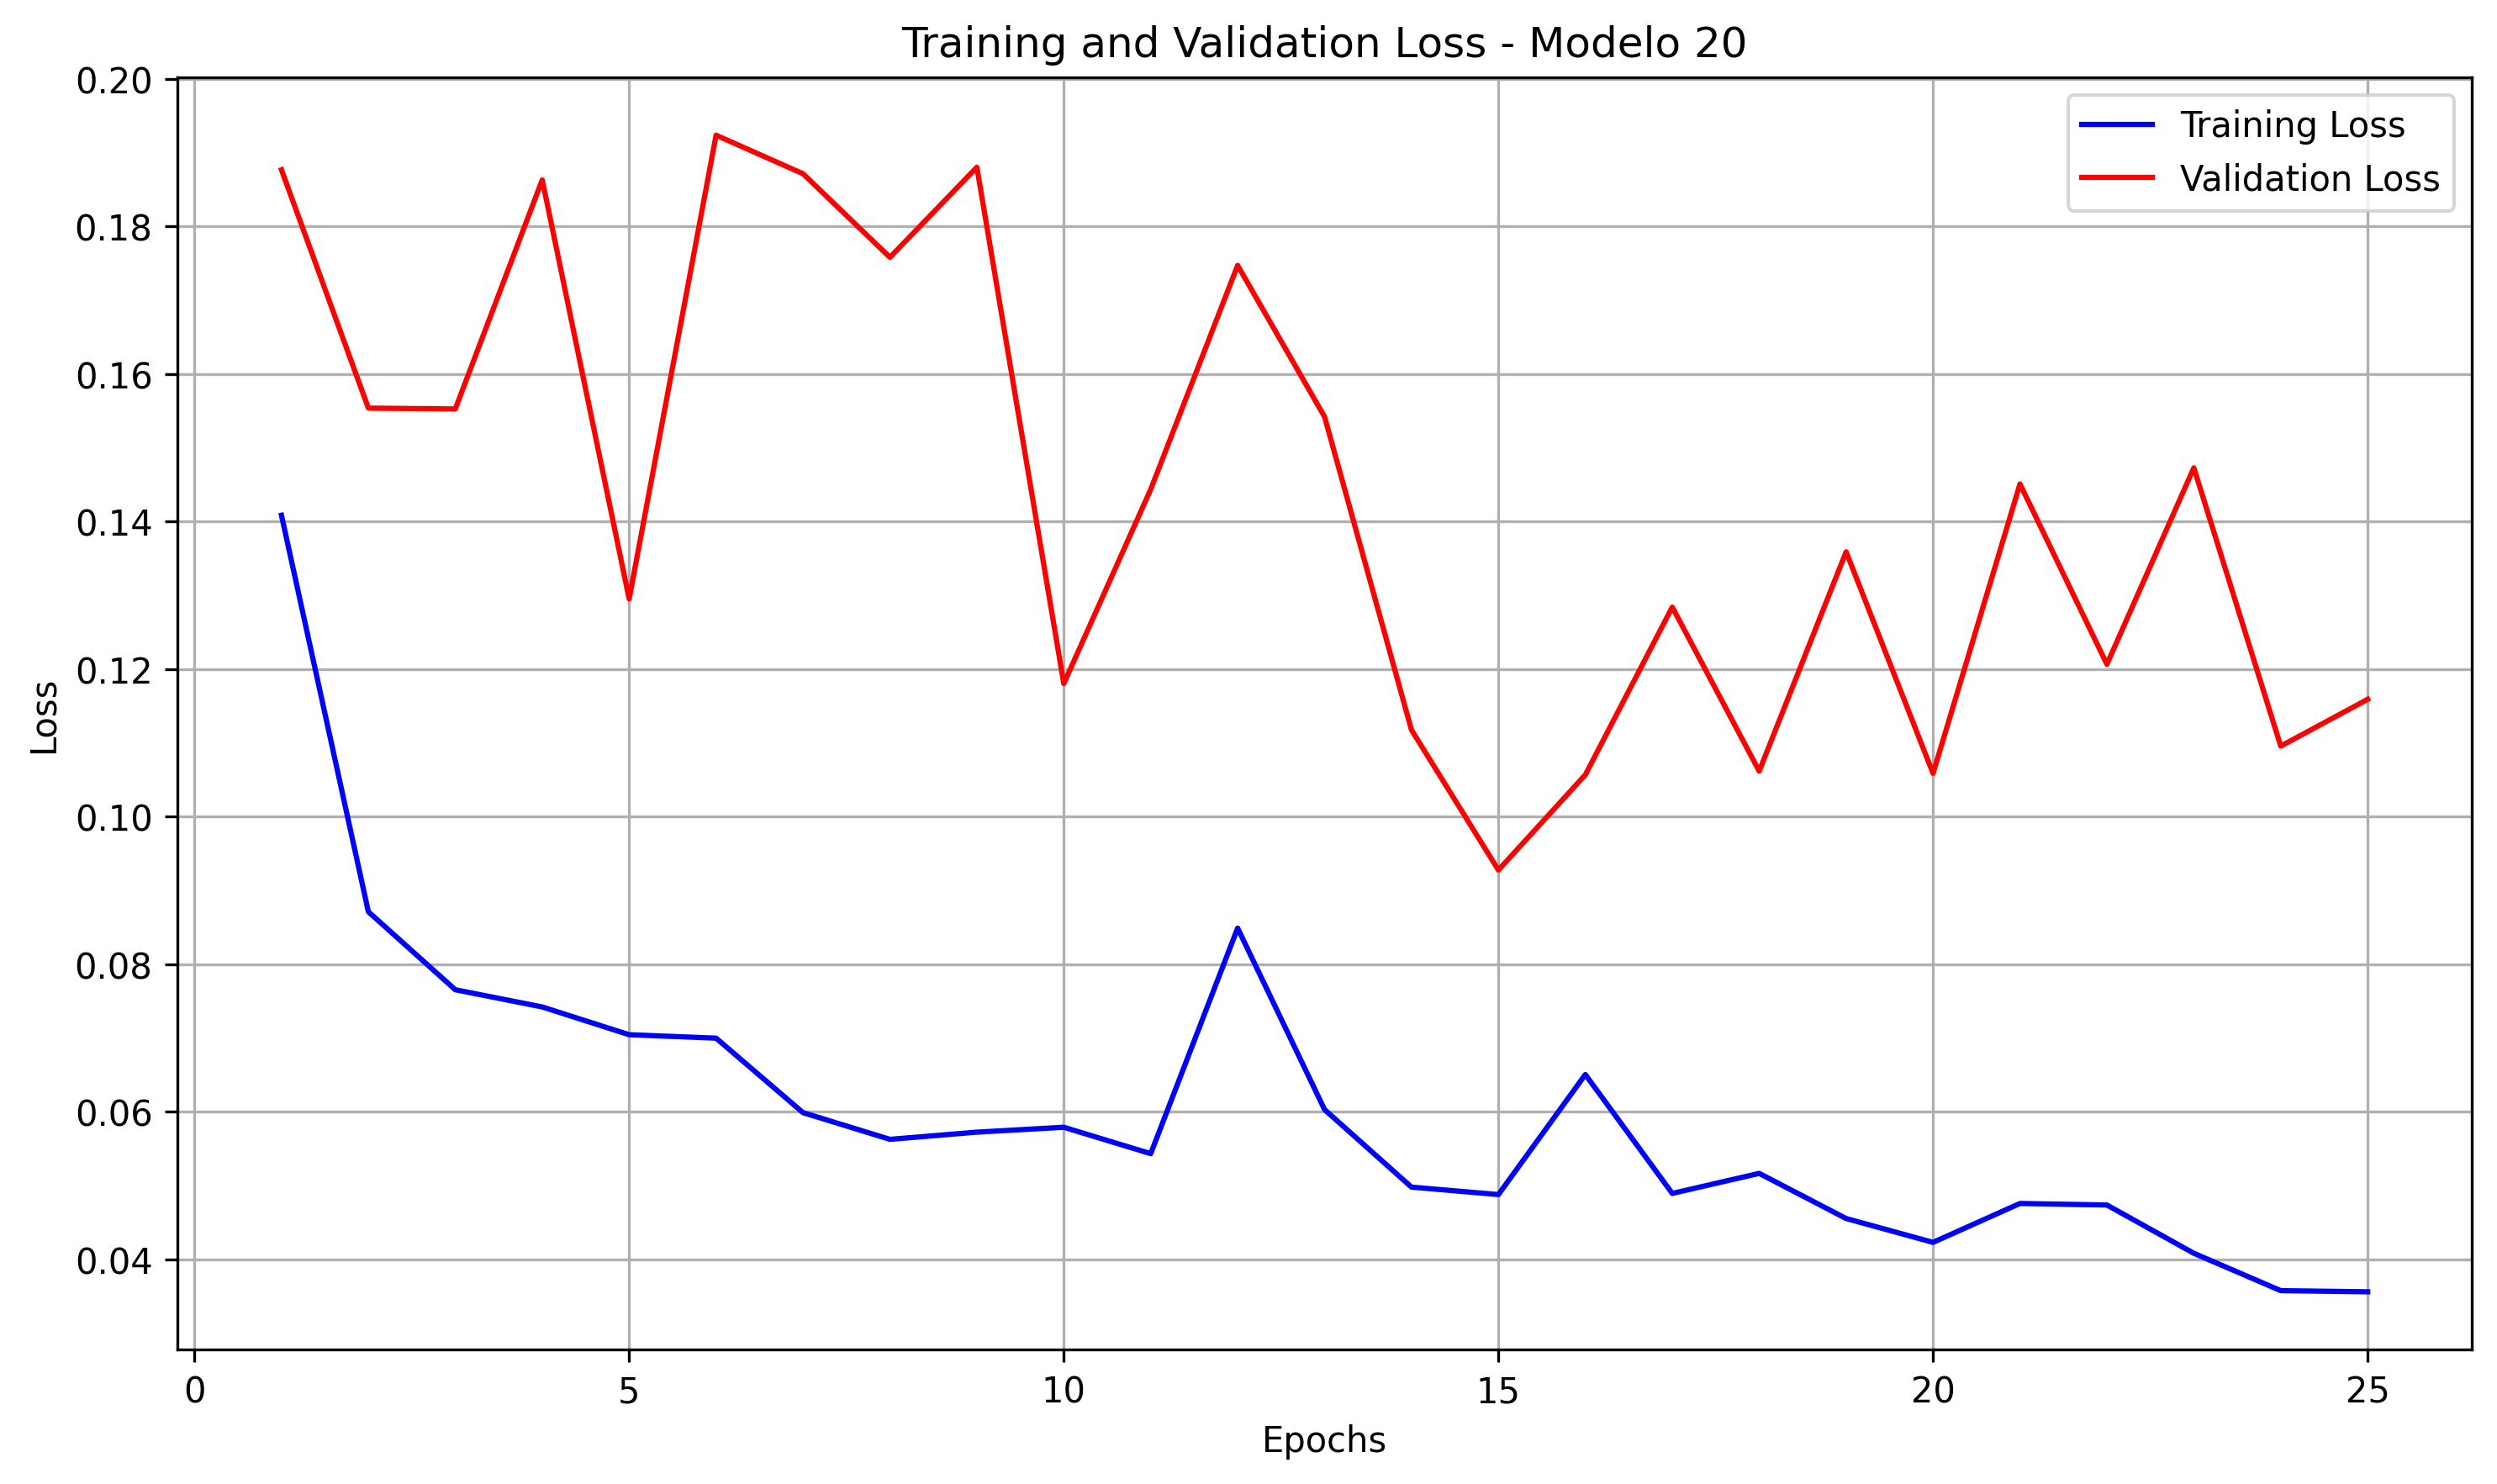 Training and Validation Loss - Modelo 20
Training Loss
Validation Loss
Loss
0.20
0.18
0.16
0.14
0.12
0.10
0.08
0.06
0.04
0 5 10 15 20 25
Epochs